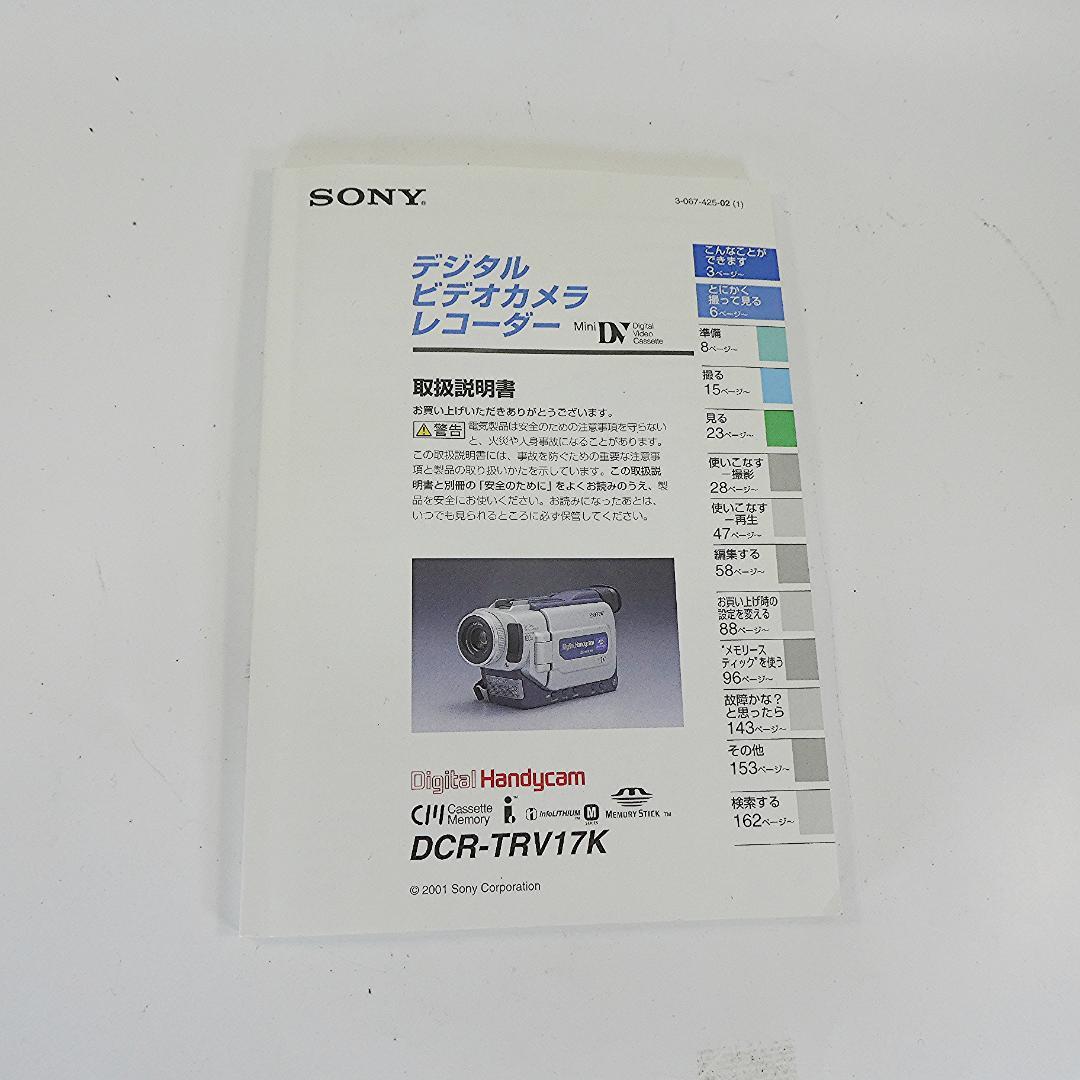 SONY®
3-067-425-02 (1)
デジタル
ビデオカメラ
レコーダー
Mini DV Digital
Video
Cassette
取扱説明書
お買い上げいただきありがとうございます。
警告 電気製品は安全のための注意事項を守らない
と、火災や人身事故になることがあります。
この取扱説明書には、事故を防ぐための重要な注意事
項と製品の取り扱いかたを示しています。この取扱説
明書と別冊の「安全のために」をよくお読みのうえ、製
品を安全にお使いください。お読みになったあとは、
いつでも見られるところに必ず保管してください。
こんなことが
できます
3ページ~
とにかく
撮って見る
6ページ~
準備
8ページ~
撮る
15ページ~
見る
23ページ~
使いこなす
ー撮影
28ページ~
使いこなす
ー再生
47ページ~
編集する
58ページ~
お買い上げ時の
設定を変える
88ページ~
“メモリース
ティック”を使う
96ページ~
故障かな?
と思ったら
143ページ~
その他
153ページ~
検索する
162ページ~
SONY
Digital Handycam
DV
Digital Handycam
CM Cassette
Memory
i™
InfoLITHIUM™ M SERIES
MEMORY STICK™
DCR-TRV17K
© 2001 Sony Corporation